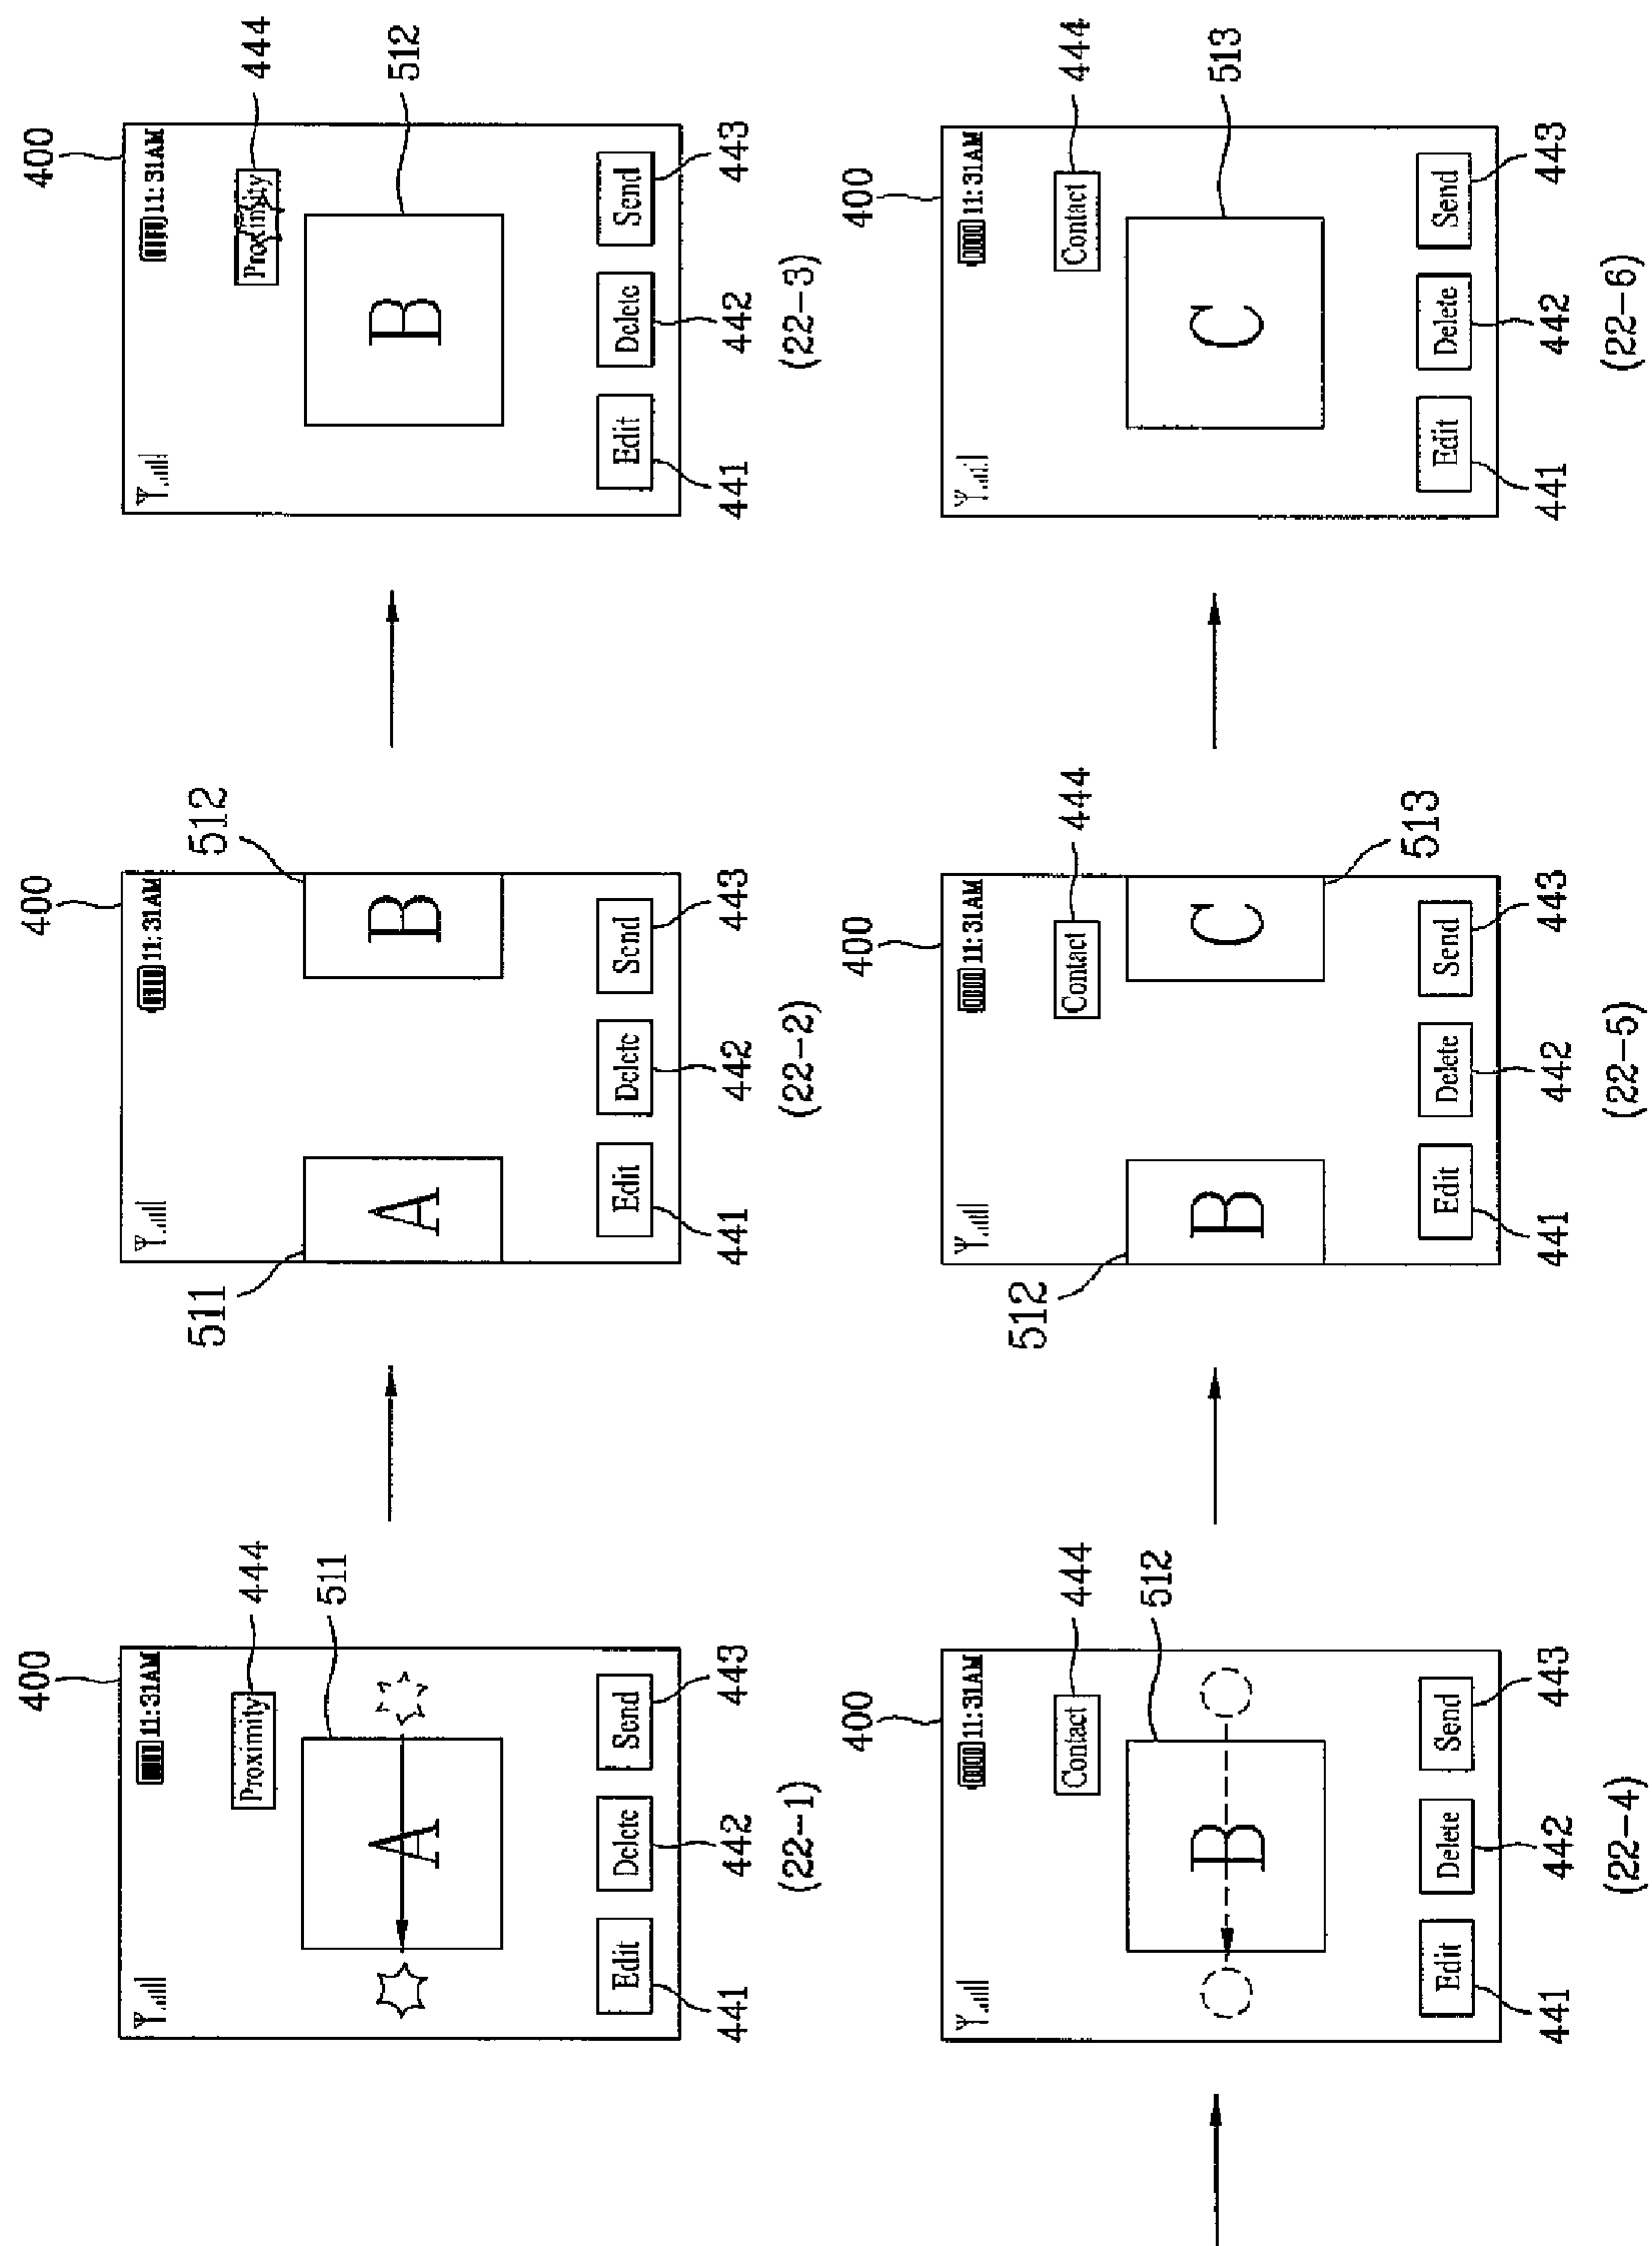 400
11:31AM
Proximity
444
511
A
Edit
Delete
Send
441
442
443
(22-1)
400
11:31AM
511
A
512
B
Edit
Delete
Send
441
442
443
(22-2)
400
11:31AM
Proximity
444
512
B
Edit
Delete
Send
441
442
443
(22-3)
400
11:31AM
Contact
444
512
B
Edit
Delete
Send
441
442
443
(22-4)
400
11:31AM
Contact
444
512
B
C
513
Edit
Delete
Send
441
442
443
(22-5)
400
11:31AM
Contact
444
513
C
Edit
Delete
Send
441
442
443
(22-6)